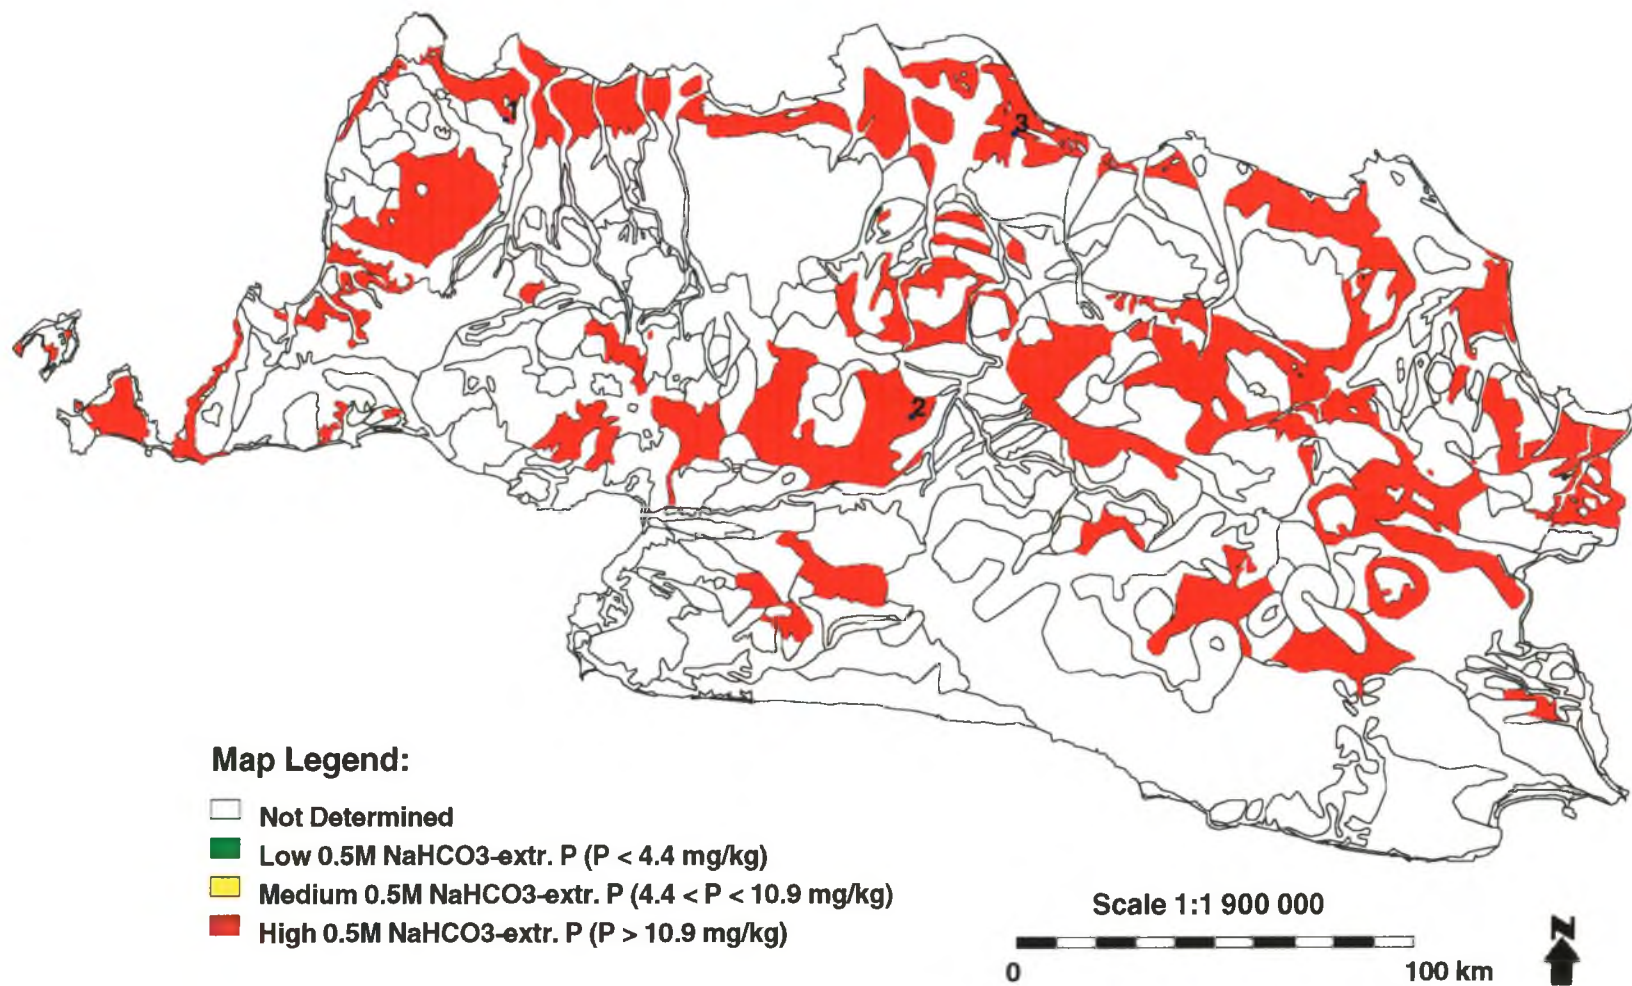 1
3
2
Map Legend:
Not Determined
Low 0.5M NaHCO3-extr. P (P < 4.4 mg/kg)
Medium 0.5M NaHCO3-extr. P (4.4 < P < 10.9 mg/kg)
High 0.5M NaHCO3-extr. P (P > 10.9 mg/kg)
Scale 1:1 900 000
0
100 km
N